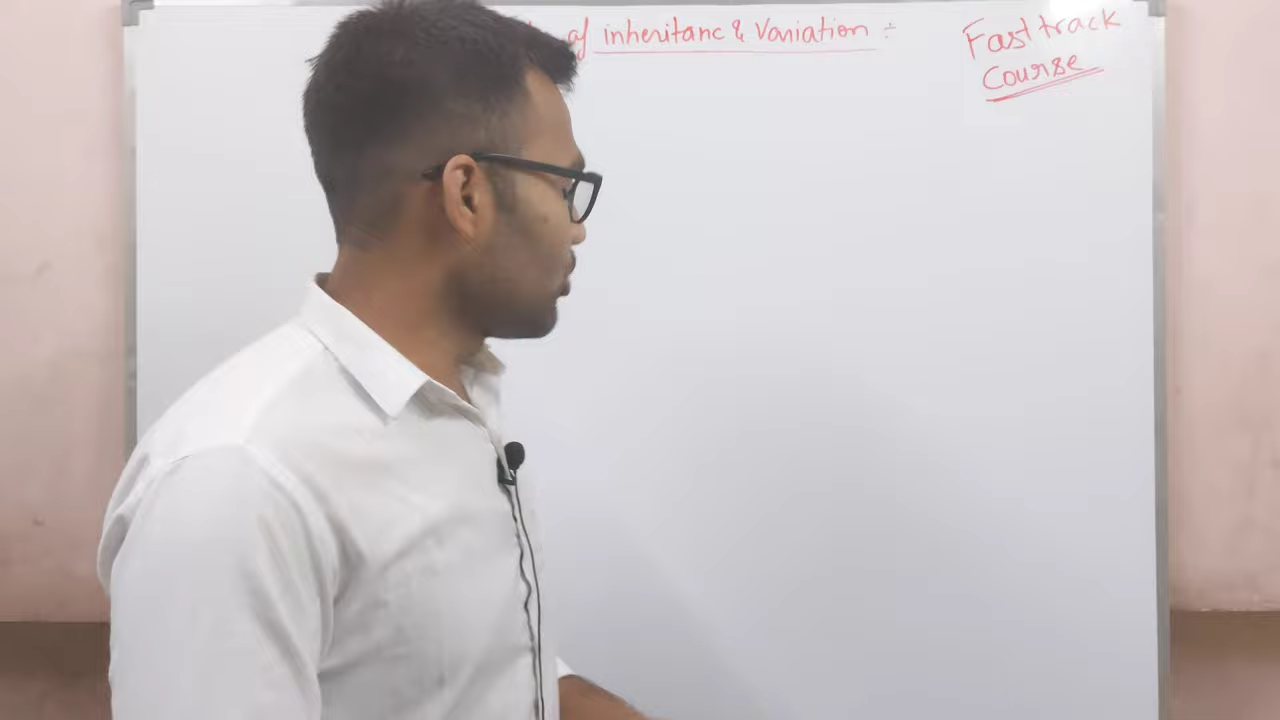 of inheritanc & Variation :-
Fast track
Course